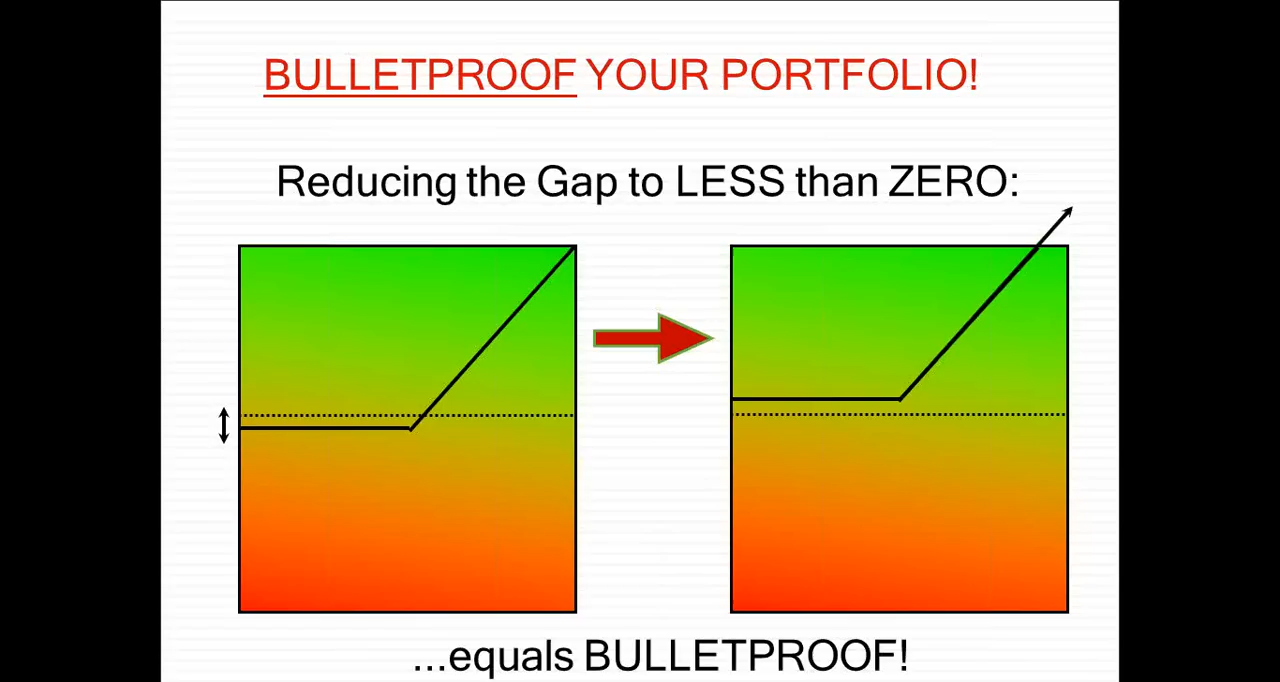 BULLETPROOF YOUR PORTFOLIO!
Reducing the Gap to LESS than ZERO:
...equals BULLETPROOF!